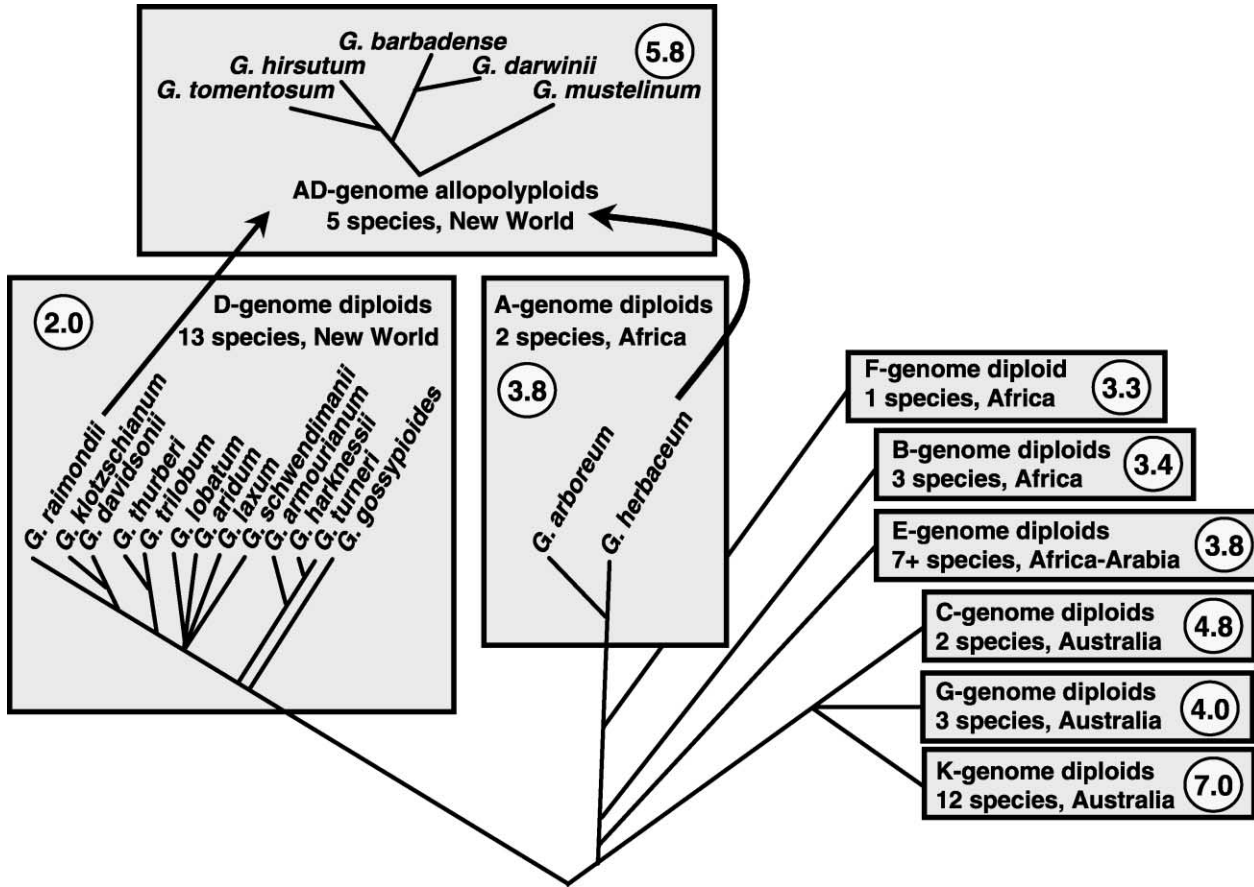 G. barbadense
5.8
G. hirsutum
G. darwinii
G. tomentosum
G. mustelinum
AD-genome allopolyploids
5 species, New World
2.0
D-genome diploids
13 species, New World
G. raimondii
G. klotzschianum
G. davidsonii
G. thurberi
G. trilobum
G. lobatum
G. aridum
G. laxum
G. schwendimanii
G. armourianum
G. harknessii
G. turneri
G. gossypioides
A-genome diploids
2 species, Africa
3.8
G. arboreum
G. herbaceum
F-genome diploid
1 species, Africa
3.3
B-genome diploids
3 species, Africa
3.4
E-genome diploids
7+ species, Africa-Arabia
3.8
C-genome diploids
2 species, Australia
4.8
G-genome diploids
3 species, Australia
4.0
K-genome diploids
12 species, Australia
7.0